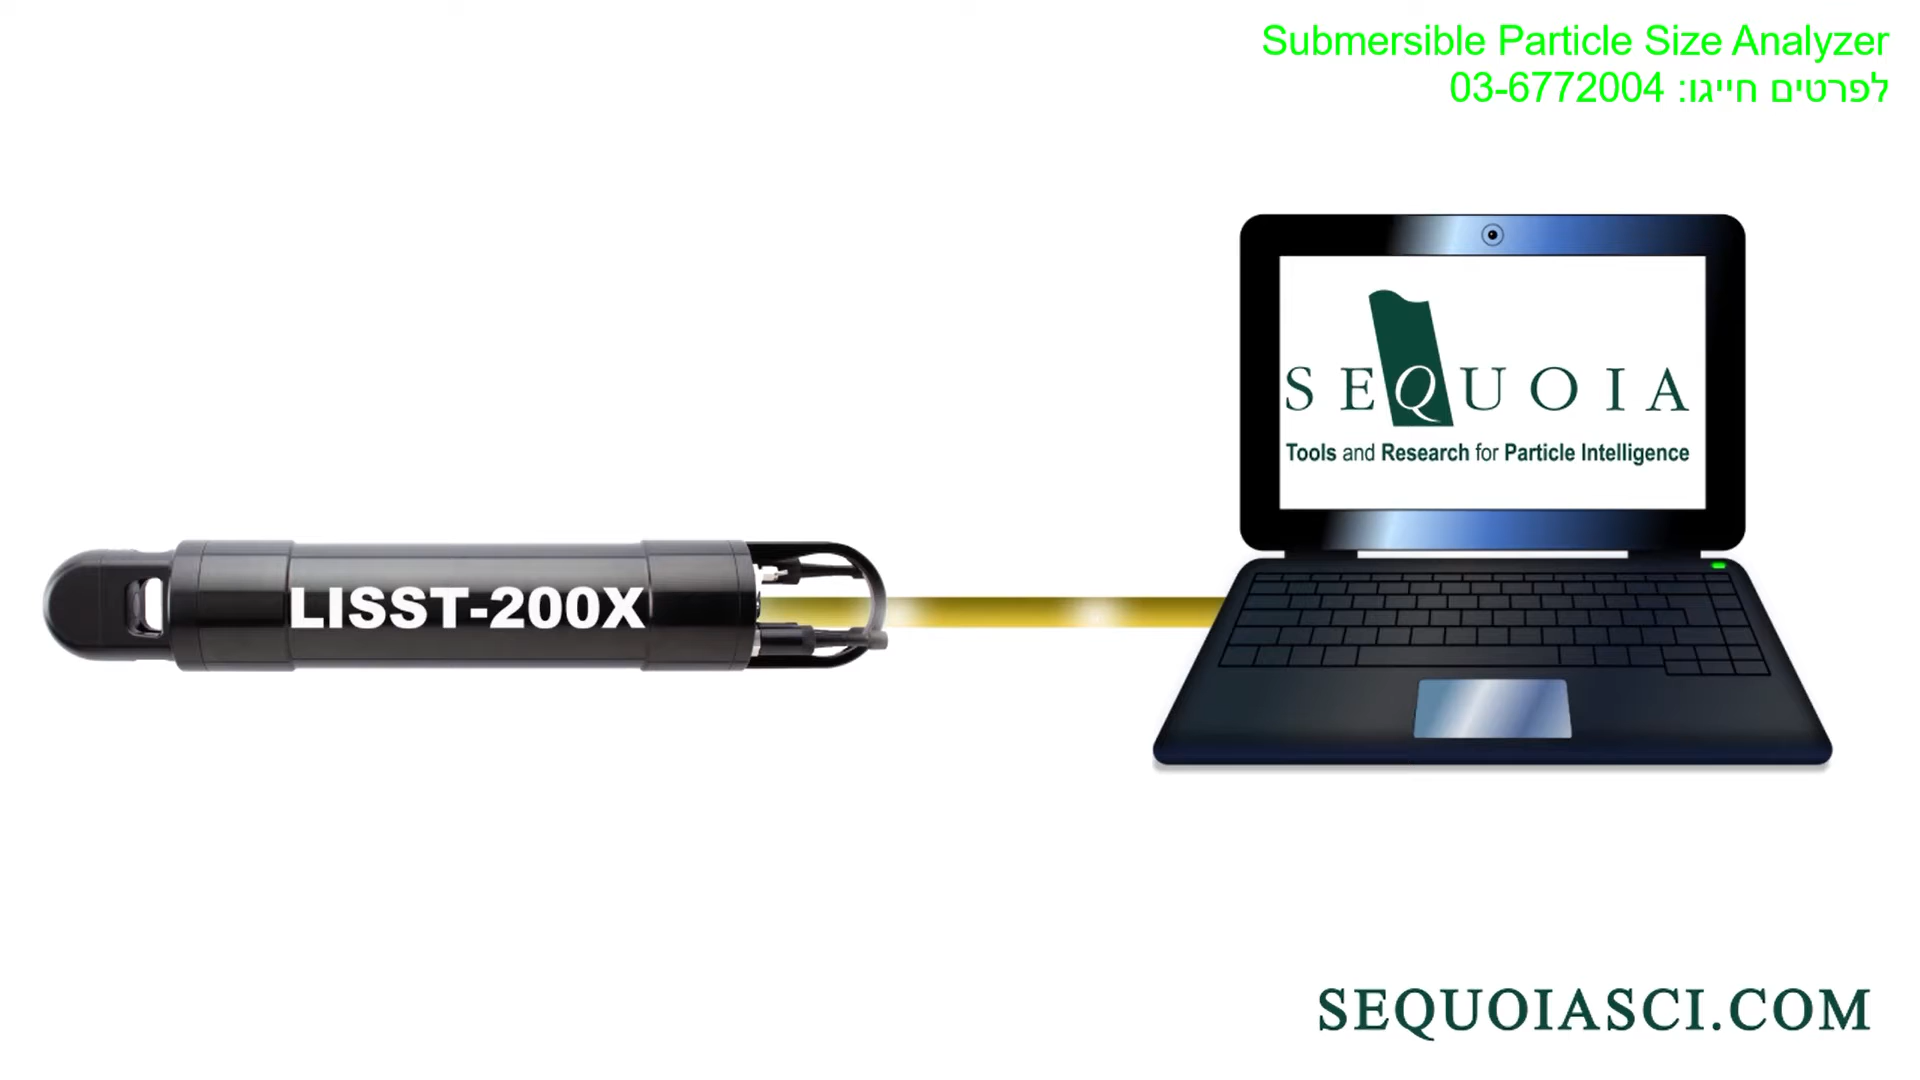 Submersible Particle Size Analyzer
לפרטים חייגו: 03-6772004
SEQUOIA
Tools and Research for Particle Intelligence
LISST-200X
SEQUOIASCI.COM